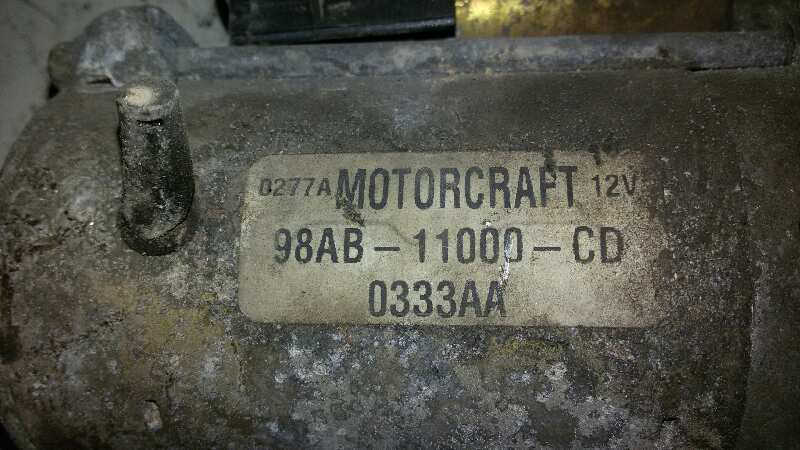 0277A MOTORCRAFT 12V
98AB-11000-CD
0333AA